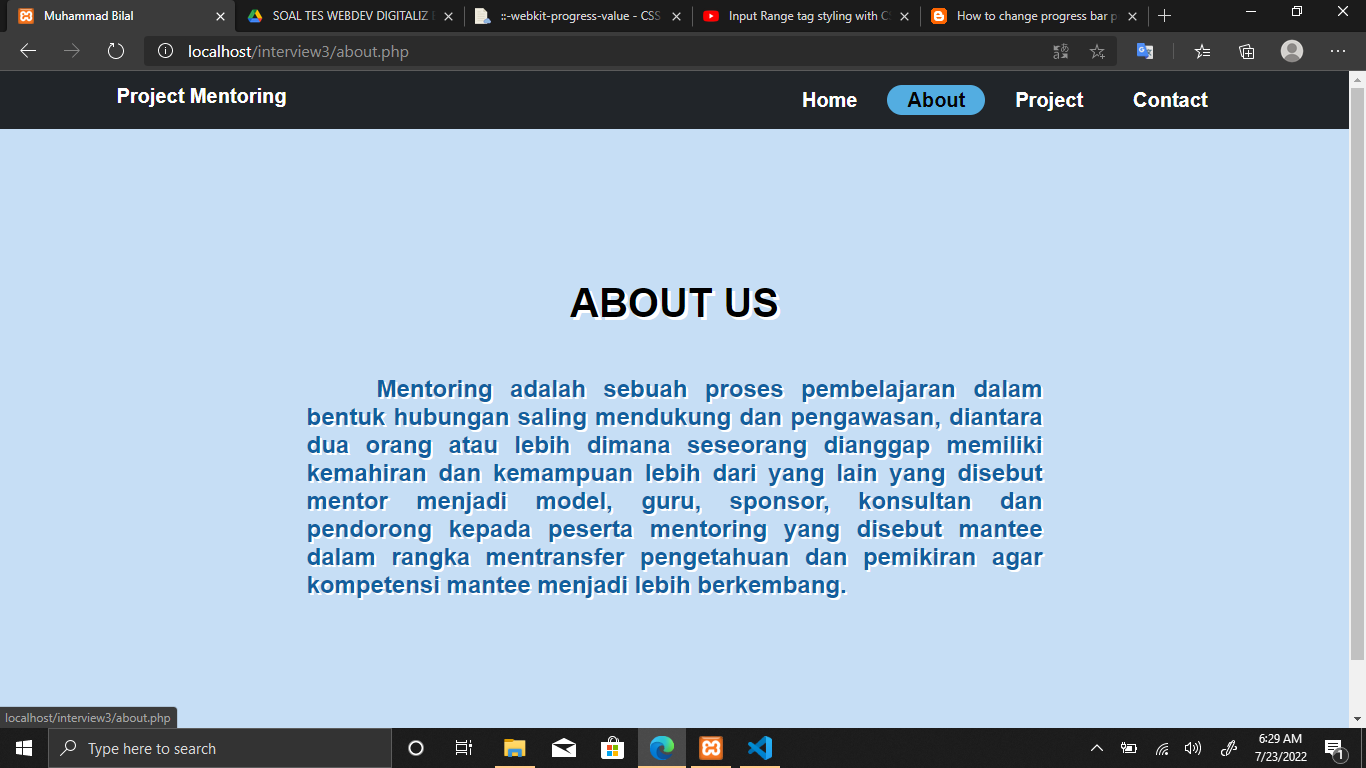 Muhammad Bilal
SOAL TES WEBDEV DIGITALIZ
::-webkit-progress-value - CSS
Input Range tag styling with CS
How to change progress bar p
localhost/interview3/about.php
Project Mentoring
Home
About
Project
Contact
ABOUT US
Mentoring adalah sebuah proses pembelajaran dalam
bentuk hubungan saling mendukung dan pengawasan, diantara
dua orang atau lebih dimana seseorang dianggap memiliki
kemahiran dan kemampuan lebih dari yang lain yang disebut
mentor menjadi model, guru, sponsor, konsultan dan
pendorong kepada peserta mentoring yang disebut mantee
dalam rangka mentransfer pengetahuan dan pemikiran agar
kompetensi mantee menjadi lebih berkembang.
localhost/interview3/about.php
Type here to search
6:29 AM
7/23/2022
1